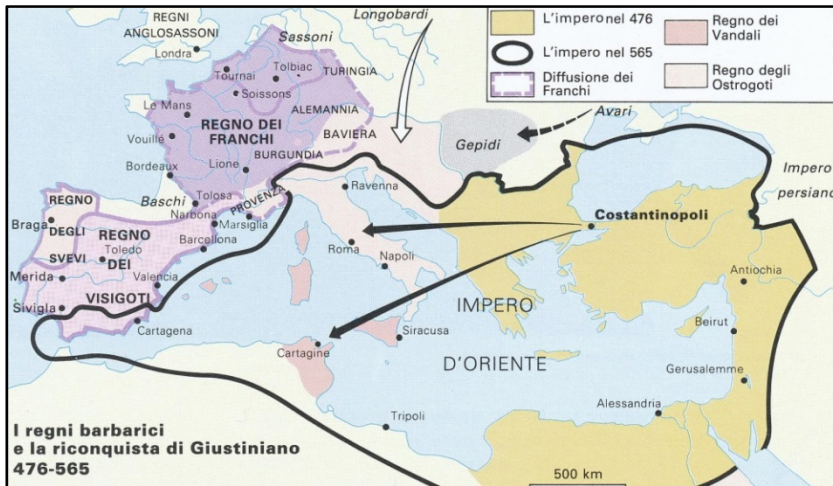 REGNI
ANGLOSASSONI
Londra
Longobardi
Sassoni
Tolbiac
Tournai
TURINGIA
Soissons
Le Mans
ALEMANNIA
REGNO DEI
FRANCHI
BAVIERA
Vouillé
BURGUNDIA
Lione
Bordeaux
Gepidi
Avari
L'impero nel 476
L'impero nel 565
Diffusione dei
Franchi
Regno dei
Vandali
Regno degli
Ostrogoti
Impero
persiano
Baschi
Tolosa
PROVENZA
Ravenna
Narbona
Marsiglia
REGNO
DEGLI
SVEVI
Braga
REGNO
Toledo
DEI
VISIGOTI
Barcellona
Merida
Valencia
Siviglia
Cartagena
Roma
Napoli
Costantinopoli
Antiochia
IMPERO
D'ORIENTE
Siracusa
Cartagine
Beirut
Gerusalemme
Alessandria
Tripoli
I regni barbarici
e la riconquista di Giustiniano
476-565
500 km